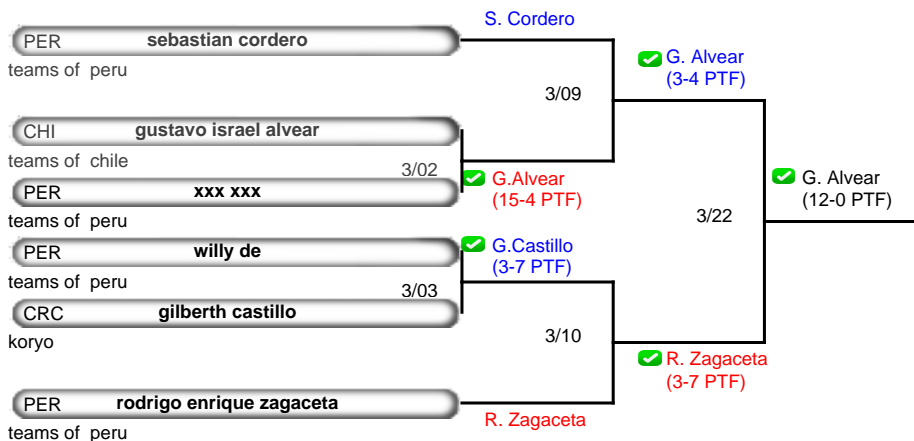 S. Cordero
PER sebastian cordero
teams of peru
G. Alvear
(3-4 PTF)
3/09
CHI gustavo israel alvear
teams of chile
3/02
G.Alvear
(15-4 PTF)
PER xxx xxx
teams of peru
G. Alvear
(12-0 PTF)
3/22
PER willy de
teams of peru
G.Castillo
(3-7 PTF)
3/03
CRC gilberth castillo
koryo
3/10
R. Zagaceta
(3-7 PTF)
PER rodrigo enrique zagaceta
teams of peru
R. Zagaceta